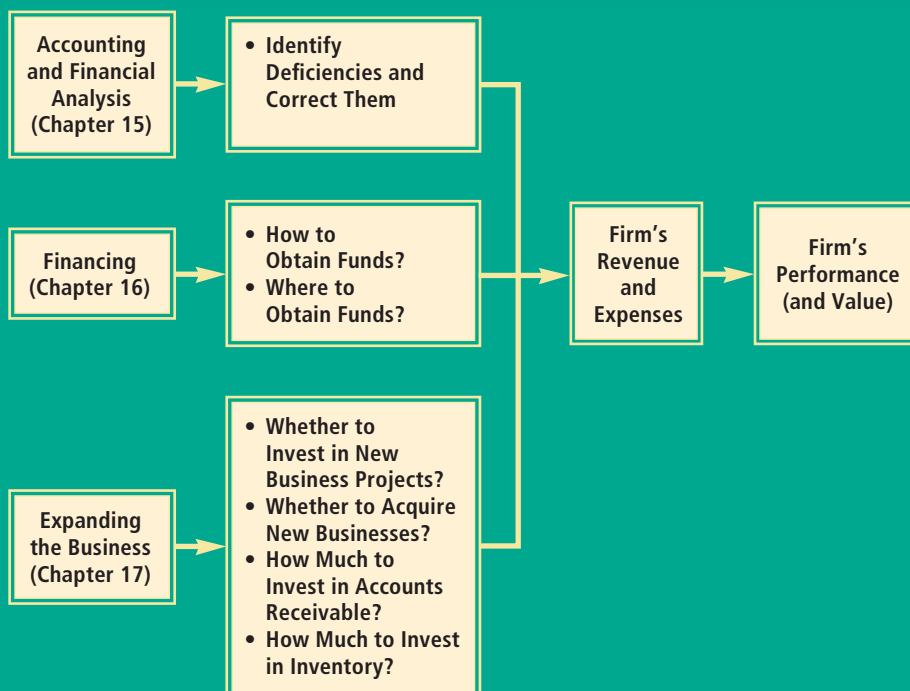 Accounting
and Financial
Analysis
(Chapter 15)
• Identify
Deficiencies and
Correct Them
Financing
(Chapter 16)
• How to
Obtain Funds?
• Where to
Obtain Funds?
Firm's
Revenue
and
Expenses
Firm's
Performance
(and Value)
Expanding
the Business
(Chapter 17)
• Whether to
Invest in New
Business Projects?
• Whether to Acquire
New Businesses?
• How Much to
Invest in Accounts
Receivable?
• How Much to Invest
in Inventory?